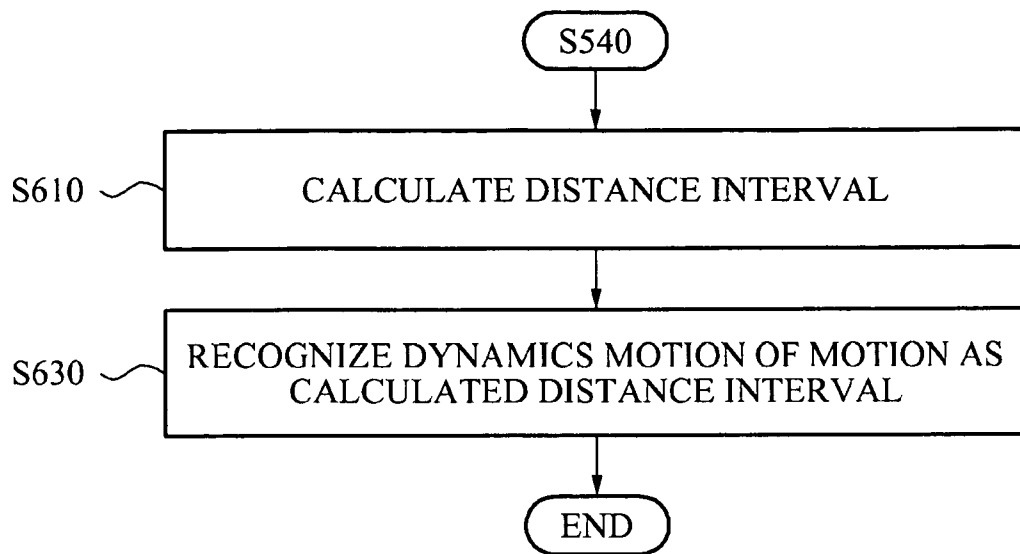 S540
S610
CALCULATE DISTANCE INTERVAL
S630
RECOGNIZE DYNAMICS MOTION OF MOTION AS
CALCULATED DISTANCE INTERVAL
END